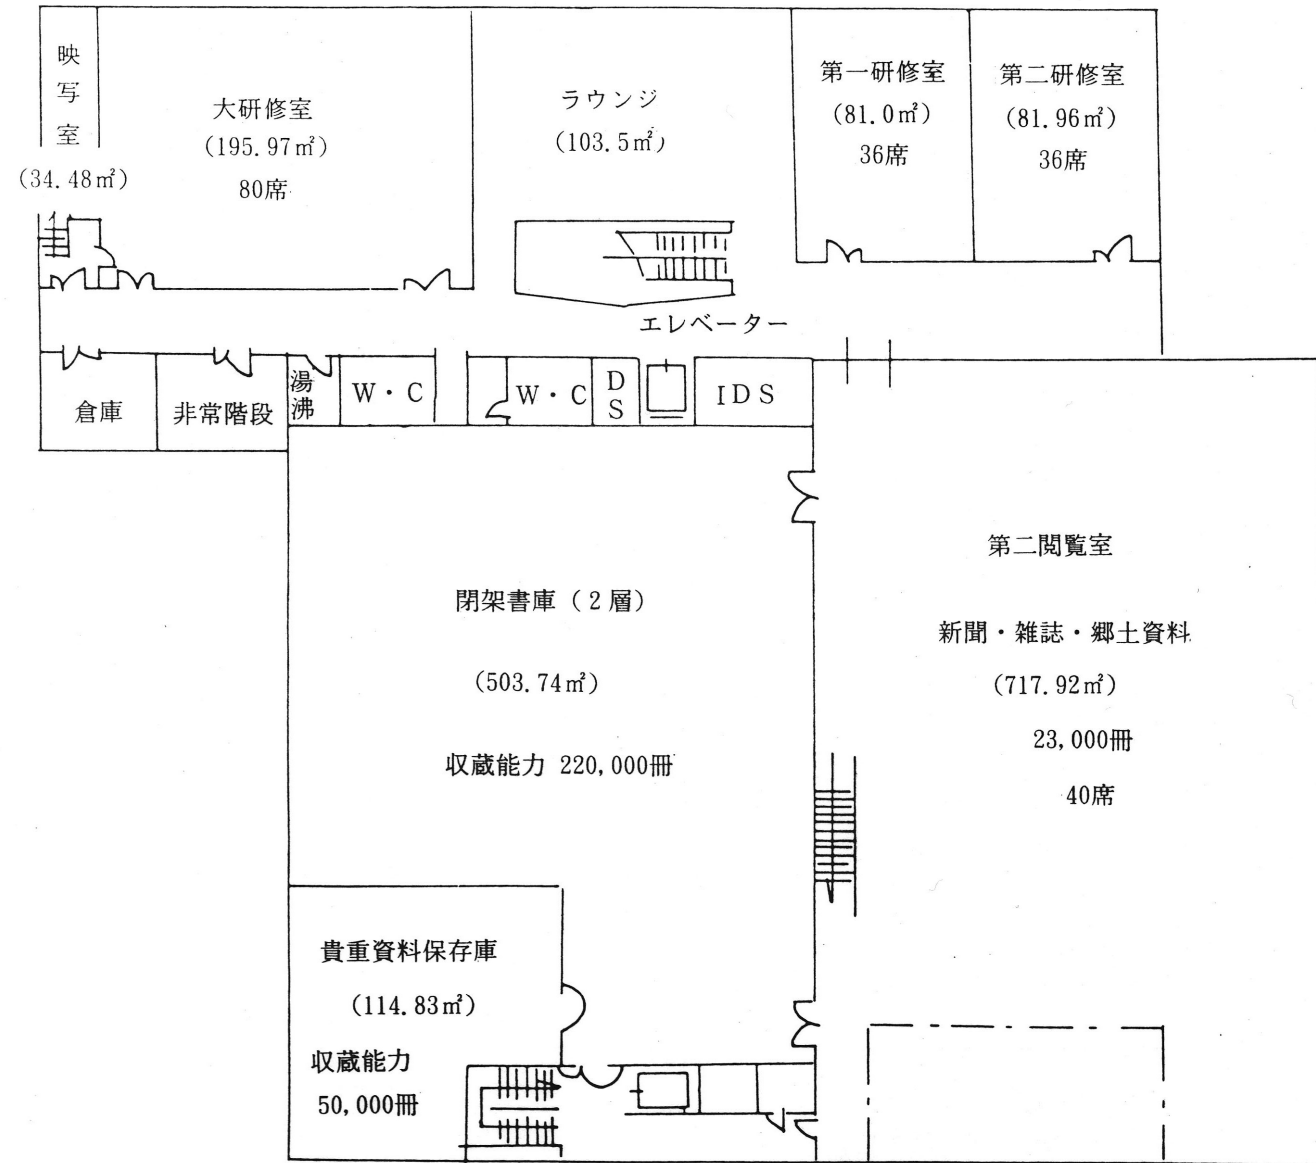 映写室
(34.48㎡)
大研修室
(195.97㎡)
80席
ラウンジ
(103.5㎡)
第一研修室
(81.0㎡)
36席
第二研修室
(81.96㎡)
36席
エレベーター
倉庫
非常階段
湯沸
W・C
W・C
DS
IDS
閉架書庫(2層)
(503.74㎡)
収蔵能力 220,000冊
第二閲覧室
新聞・雑誌・郷土資料
(717.92㎡)
23,000冊
40席
貴重資料保存庫
(114.83㎡)
収蔵能力
50,000冊